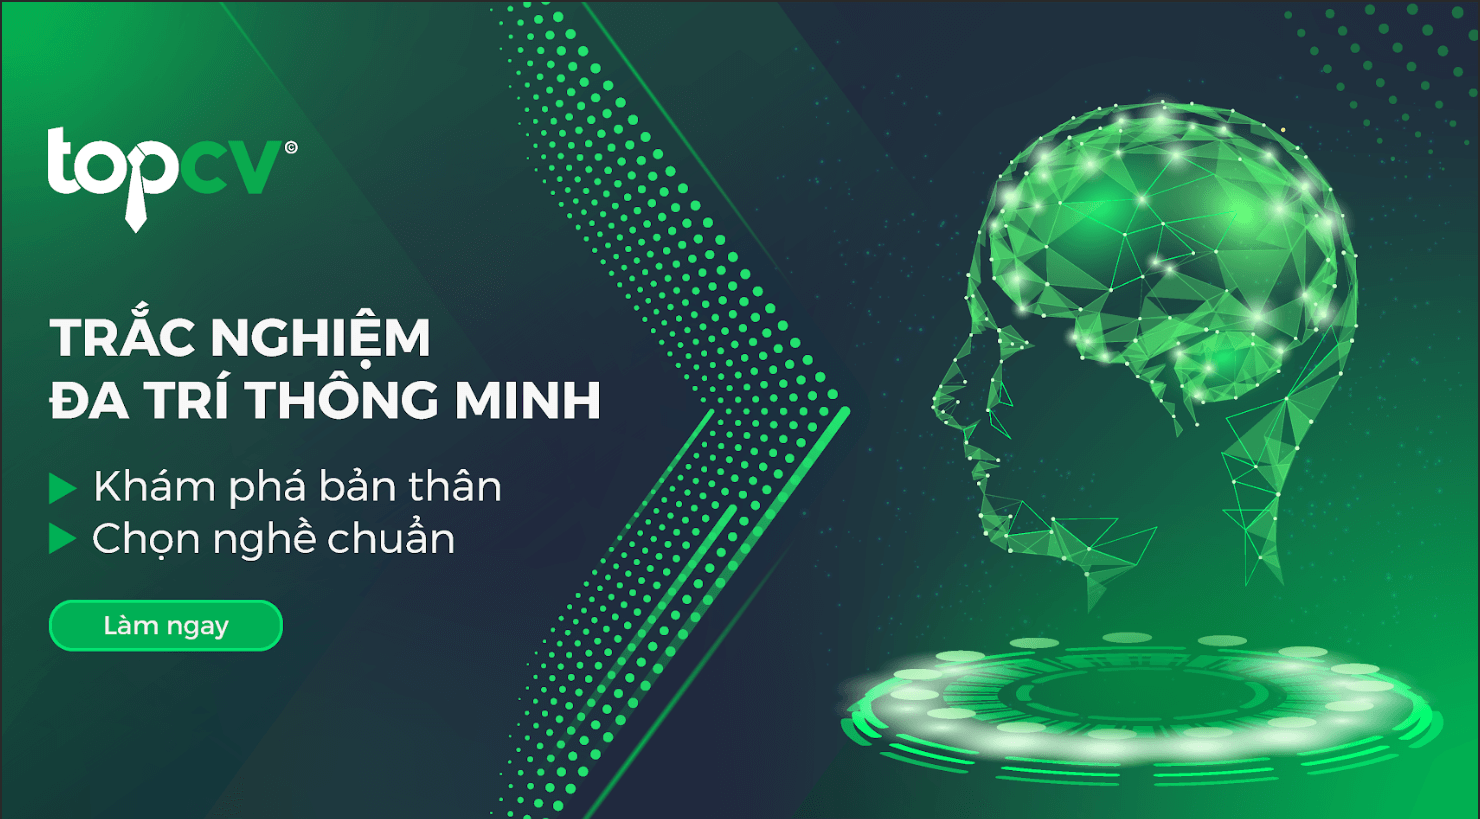 topcv©
TRẮC NGHIỆM
ĐA TRÍ THÔNG MINH
Khám phá bản thân
Chọn nghề chuẩn
Làm ngay